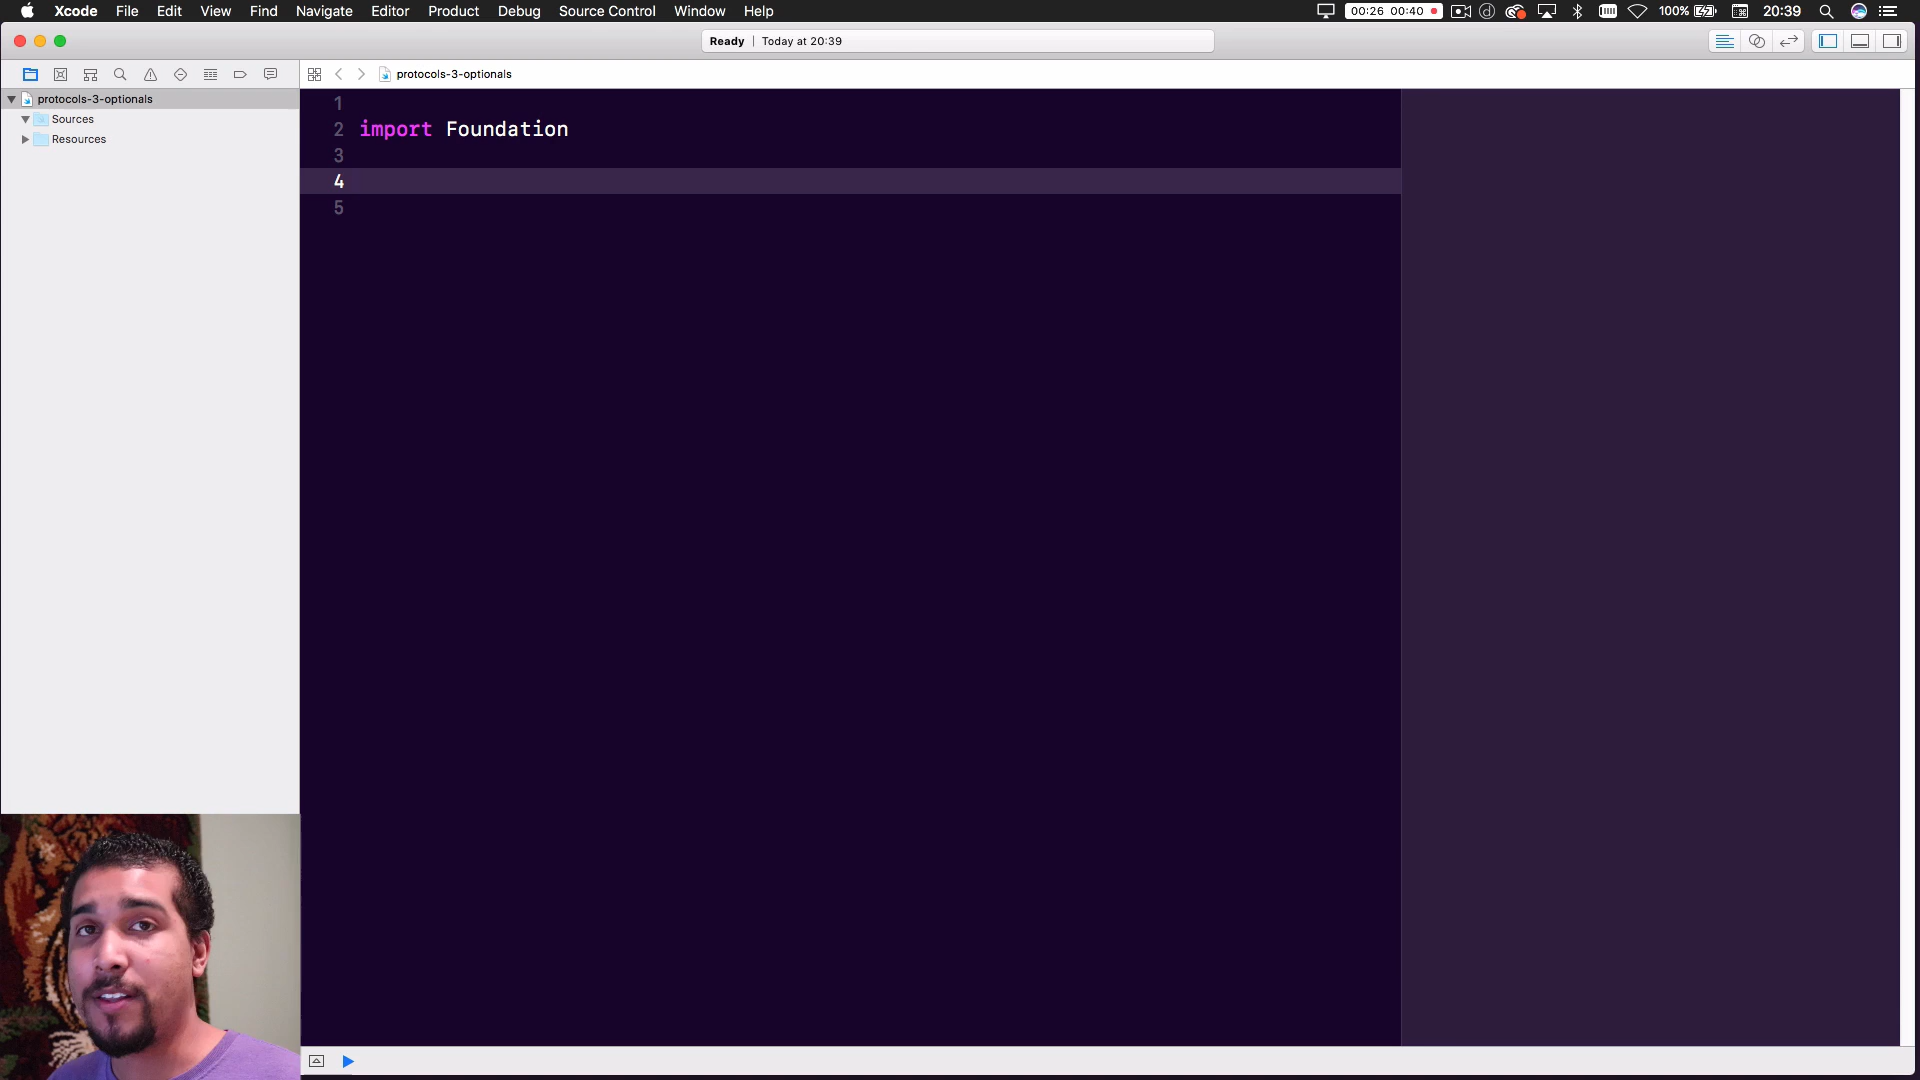 Xcode File Edit View Find Navigate Editor Product Debug Source Control Window Help 00:26 00:40 100% 20:39
Ready | Today at 20:39
protocols-3-optionals
protocols-3-optionals
Sources
Resources
1
2 import Foundation
3
4
5